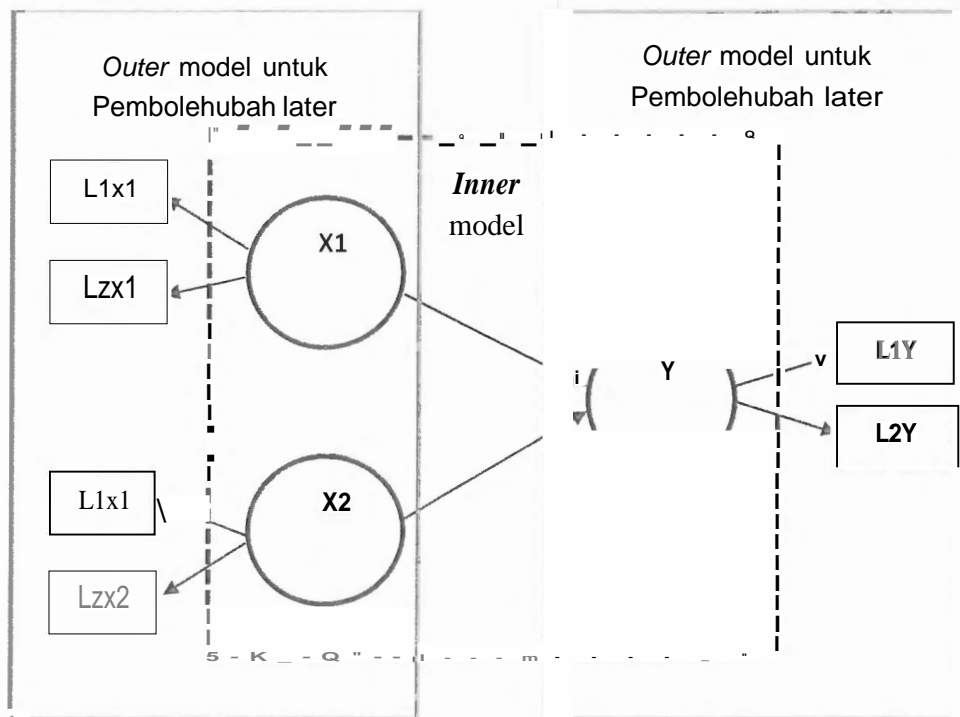 Outer model untuk
Pembolehubah later
Outer model untuk
Pembolehubah later
Inner
model
L1x1
X1
Lzx1
L1Y
Y
L2Y
L1x1
X2
Lzx2